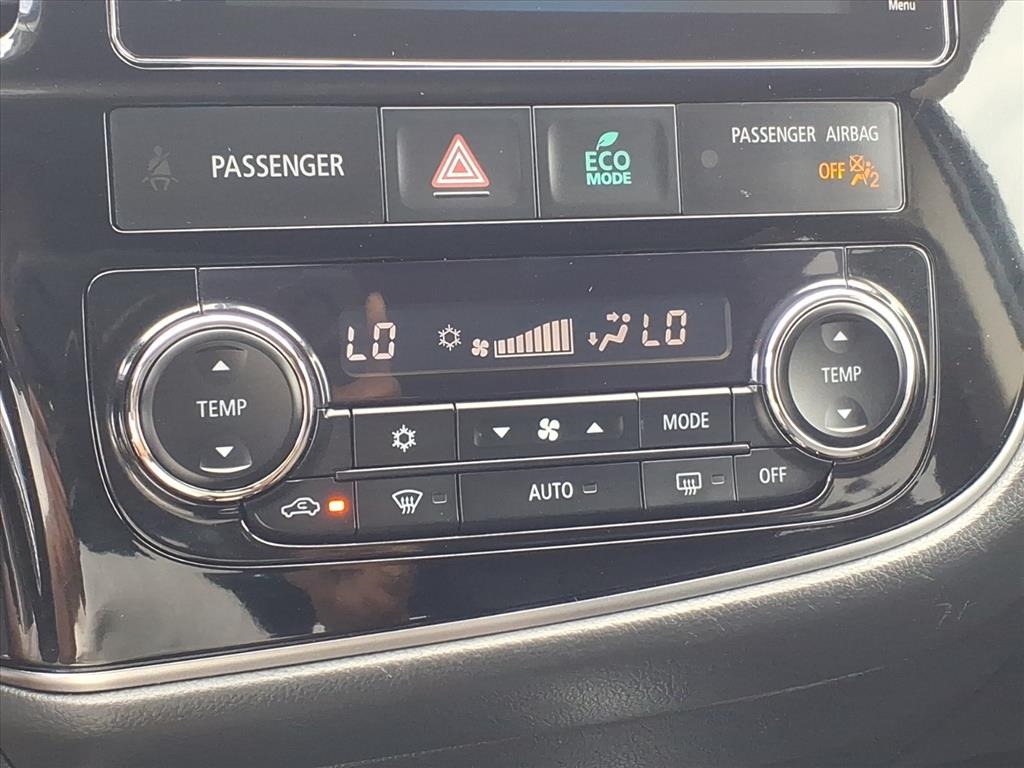 Menu
PASSENGER
ECO
MODE
PASSENGER AIRBAG
OFF 2
LO LO
TEMP
TEMP
MODE
AUTO
OFF